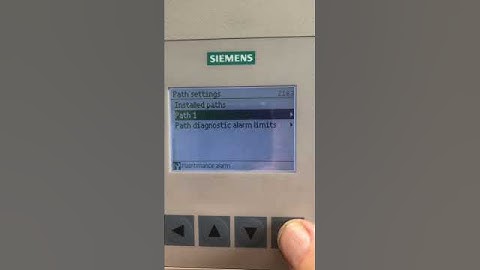 SIEMENS
Path settings
Installed paths
Path 1
Path diagnostic alarm limits
Maintenance alarm